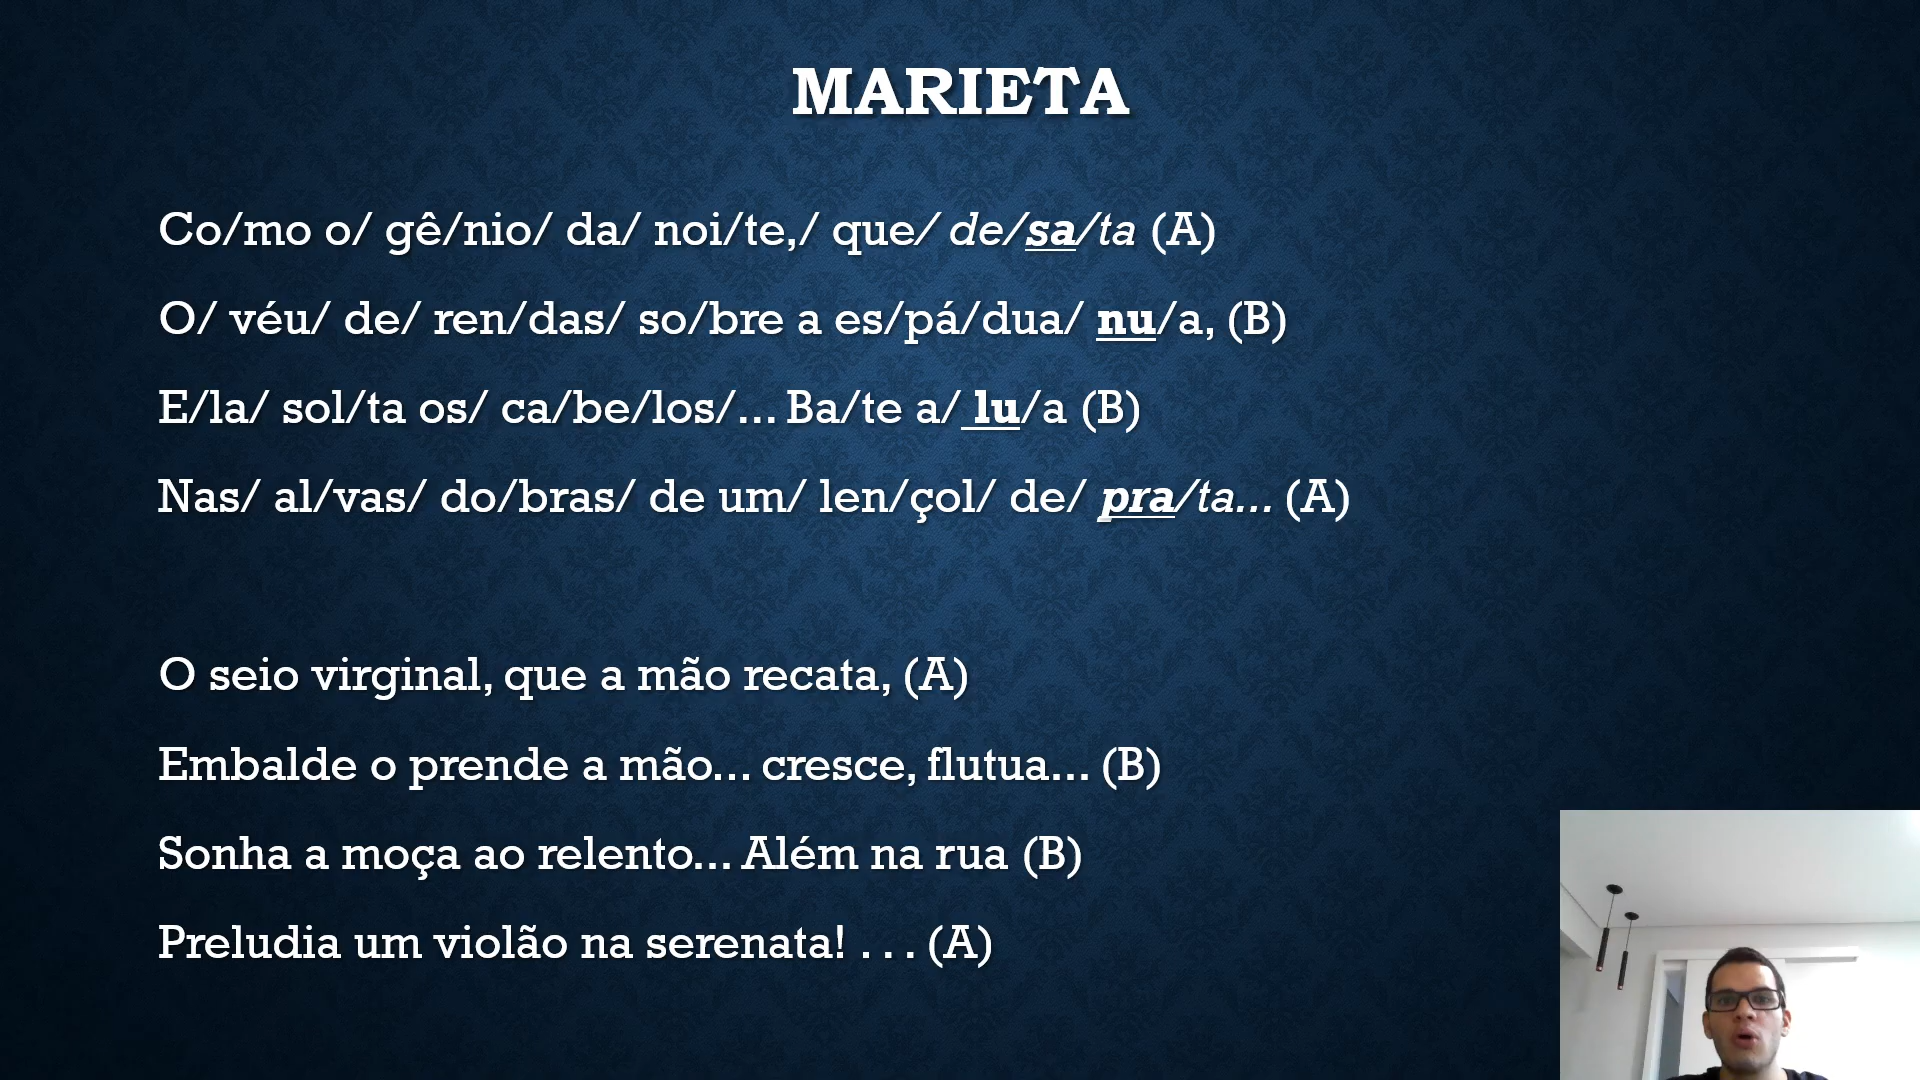 MARIETA
Co/mo o/ gê/nio/ da/ noi/te,/ que/ de/sa/ta (A)
O/ véu/ de/ ren/das/ so/bre a es/pá/dua/ nu/a, (B)
E/la/ sol/ta os/ ca/be/los/... Ba/te a/ lu/a (B)
Nas/ al/vas/ do/bras/ de um/ len/çol/ de/ pra/ta... (A)
O seio virginal, que a mão recata, (A)
Embalde o prende a mão... cresce, flutua... (B)
Sonha a moça ao relento... Além na rua (B)
Preludia um violão na serenata! . . . (A)